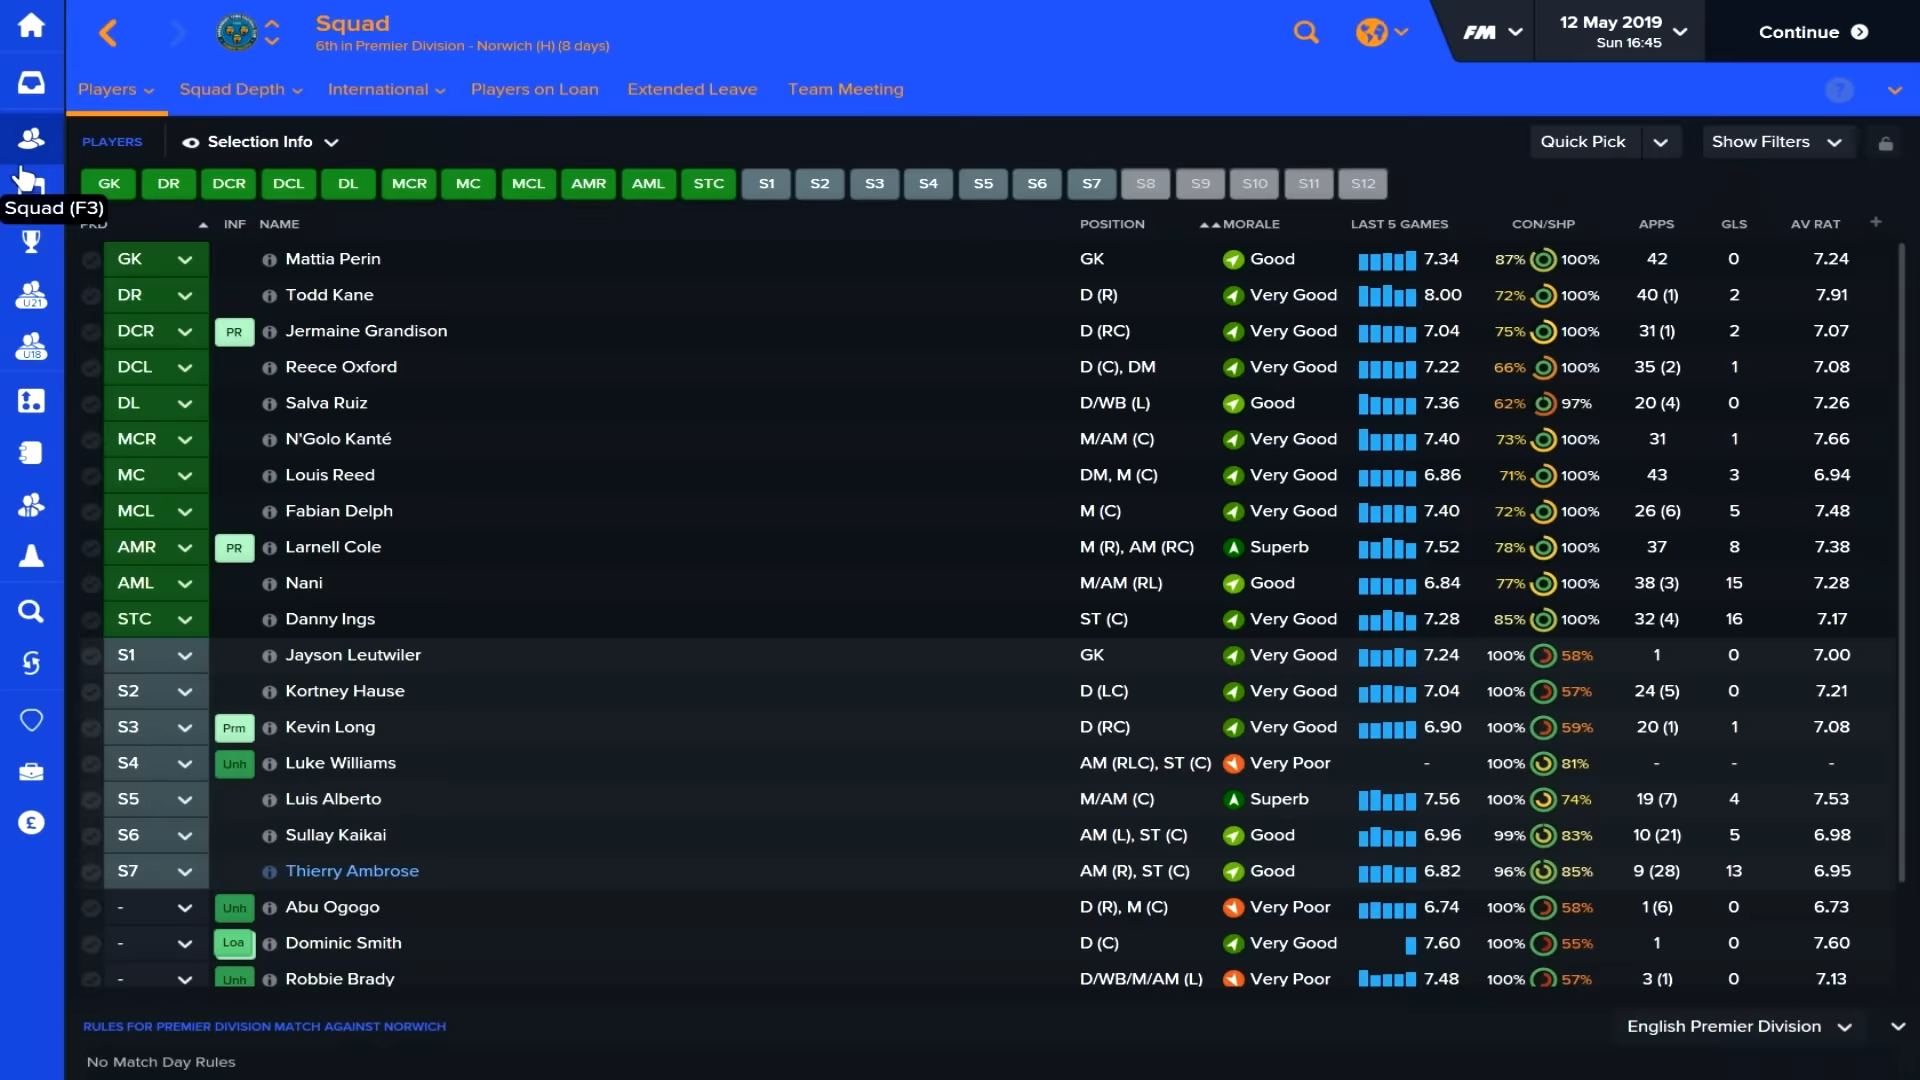 Squad
6th in Premier Division - Norwich (H) (8 days)
FM
12 May 2019
Sun 16:45
Continue
Players
Squad Depth
International
Players on Loan
Extended Leave
Team Meeting
?
PLAYERS
Selection Info
Quick Pick
Show Filters
GK DR DCR DCL DL MCR MC MCL AMR AML STC S1 S2 S3 S4 S5 S6 S7 S8 S9 S10 S11 S12
Squad (F3)
INF NAME POSITION MORALE LAST 5 GAMES CON/SHP APPS GLS AV RAT +
GK Mattia Perin GK Good 7.34 87% 100% 42 0 7.24
DR Todd Kane D (R) Very Good 8.00 72% 100% 40 (1) 2 7.91
DCR PR Jermaine Grandison D (RC) Very Good 7.04 75% 100% 31 (1) 2 7.07
DCL Reece Oxford D (C), DM Very Good 7.22 66% 100% 35 (2) 1 7.08
DL Salva Ruiz D/WB (L) Good 7.36 62% 97% 20 (4) 0 7.26
MCR N'Golo Kanté M/AM (C) Very Good 7.40 73% 100% 31 1 7.66
MC Louis Reed DM, M (C) Very Good 6.86 71% 100% 43 3 6.94
MCL Fabian Delph M (C) Very Good 7.40 72% 100% 26 (6) 5 7.48
AMR PR Larnell Cole M (R), AM (RC) Superb 7.52 78% 100% 37 8 7.38
AML Nani M/AM (RL) Good 6.84 77% 100% 38 (3) 15 7.28
STC Danny Ings ST (C) Very Good 7.28 85% 100% 32 (4) 16 7.17
S1 Jayson Leutwiler GK Very Good 7.24 100% 58% 1 0 7.00
S2 Kortney Hause D (LC) Very Good 7.04 100% 57% 24 (5) 0 7.21
S3 Prm Kevin Long D (RC) Very Good 6.90 100% 59% 20 (1) 1 7.08
S4 Unh Luke Williams AM (RLC), ST (C) Very Poor - 100% 81% - - -
S5 Luis Alberto M/AM (C) Superb 7.56 100% 74% 19 (7) 4 7.53
S6 Sullay Kaikai AM (L), ST (C) Good 6.96 99% 83% 10 (21) 5 6.98
S7 Thierry Ambrose AM (R), ST (C) Good 6.82 96% 85% 9 (28) 13 6.95
- Unh Abu Ogogo D (R), M (C) Very Poor 6.74 100% 58% 1 (6) 0 6.73
- Loa Dominic Smith D (C) Very Good 7.60 100% 55% 1 0 7.60
- Unh Robbie Brady D/WB/M/AM (L) Very Poor 7.48 100% 57% 3 (1) 0 7.13
U21
U18
£
RULES FOR PREMIER DIVISION MATCH AGAINST NORWICH
English Premier Division
No Match Day Rules